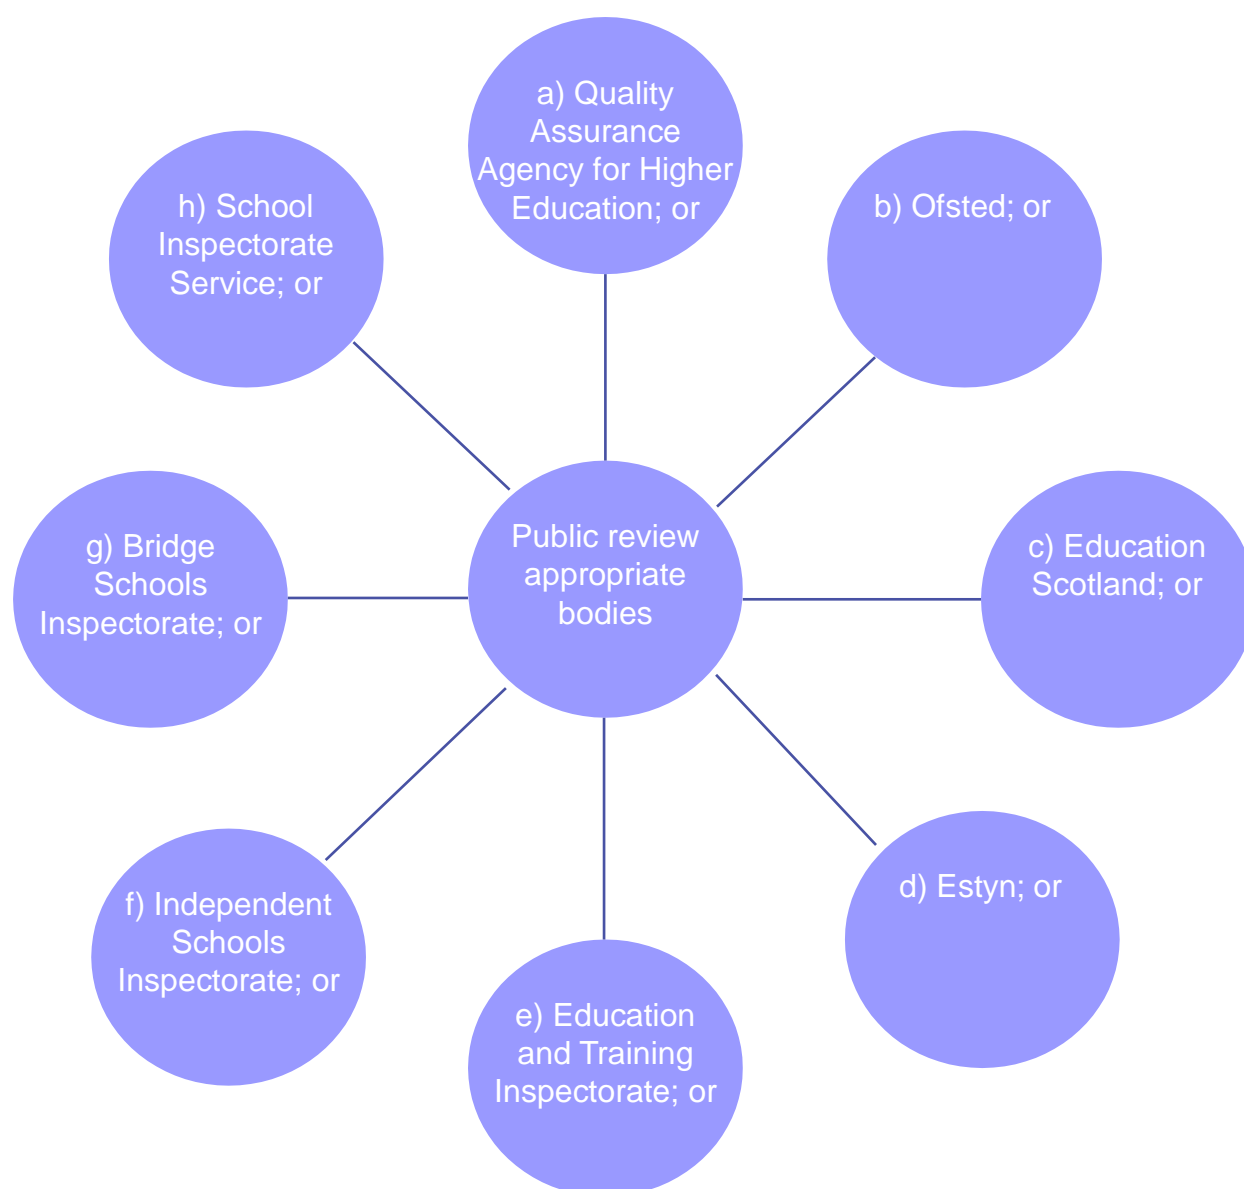 a) Quality
Assurance
Agency for Higher
Education; or
b) Ofsted; or
c) Education
Scotland; or
d) Estyn; or
e) Education
and Training
Inspectorate; or
f) Independent
Schools
Inspectorate; or
g) Bridge
Schools
Inspectorate; or
h) School
Inspectorate
Service; or
Public review
appropriate
bodies